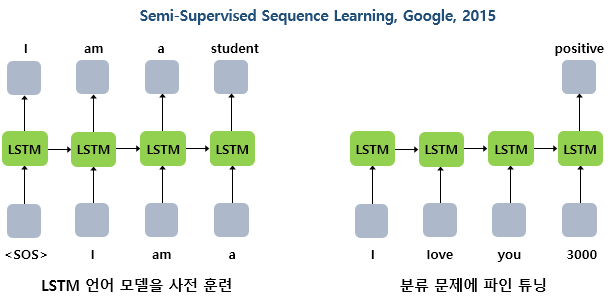 Semi-Supervised Sequence Learning, Google, 2015
I am a student
LSTM LSTM LSTM LSTM
<SOS> I am a
LSTM 언어 모델을 사전 훈련
positive
LSTM LSTM LSTM LSTM
I love you 3000
분류 문제에 파인 튜닝